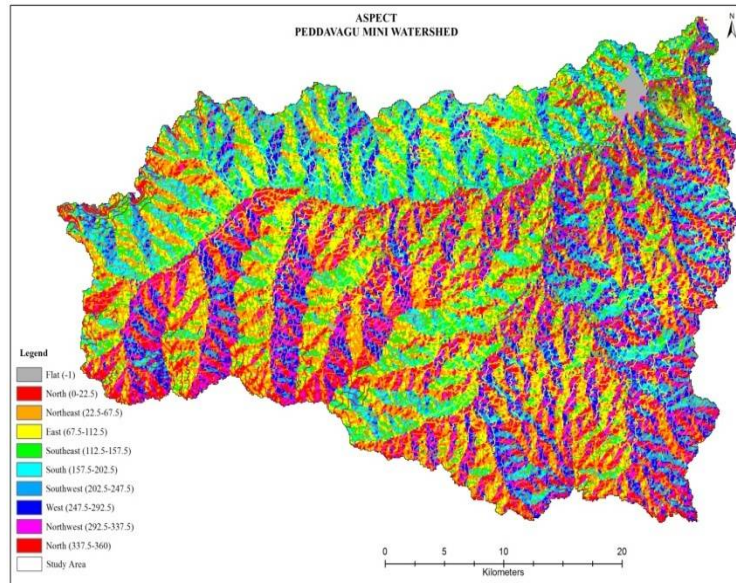 ASPECT
PEDDAVAGU MINI WATERSHED
N
Legend
Flat (-1)
North (0-22.5)
Northeast (22.5-67.5)
East (67.5-112.5)
Southeast (112.5-157.5)
South (157.5-202.5)
Southwest (202.5-247.5)
West (247.5-292.5)
Northwest (292.5-337.5)
North (337.5-360)
Study Area
0 5 10 20
Kilometers